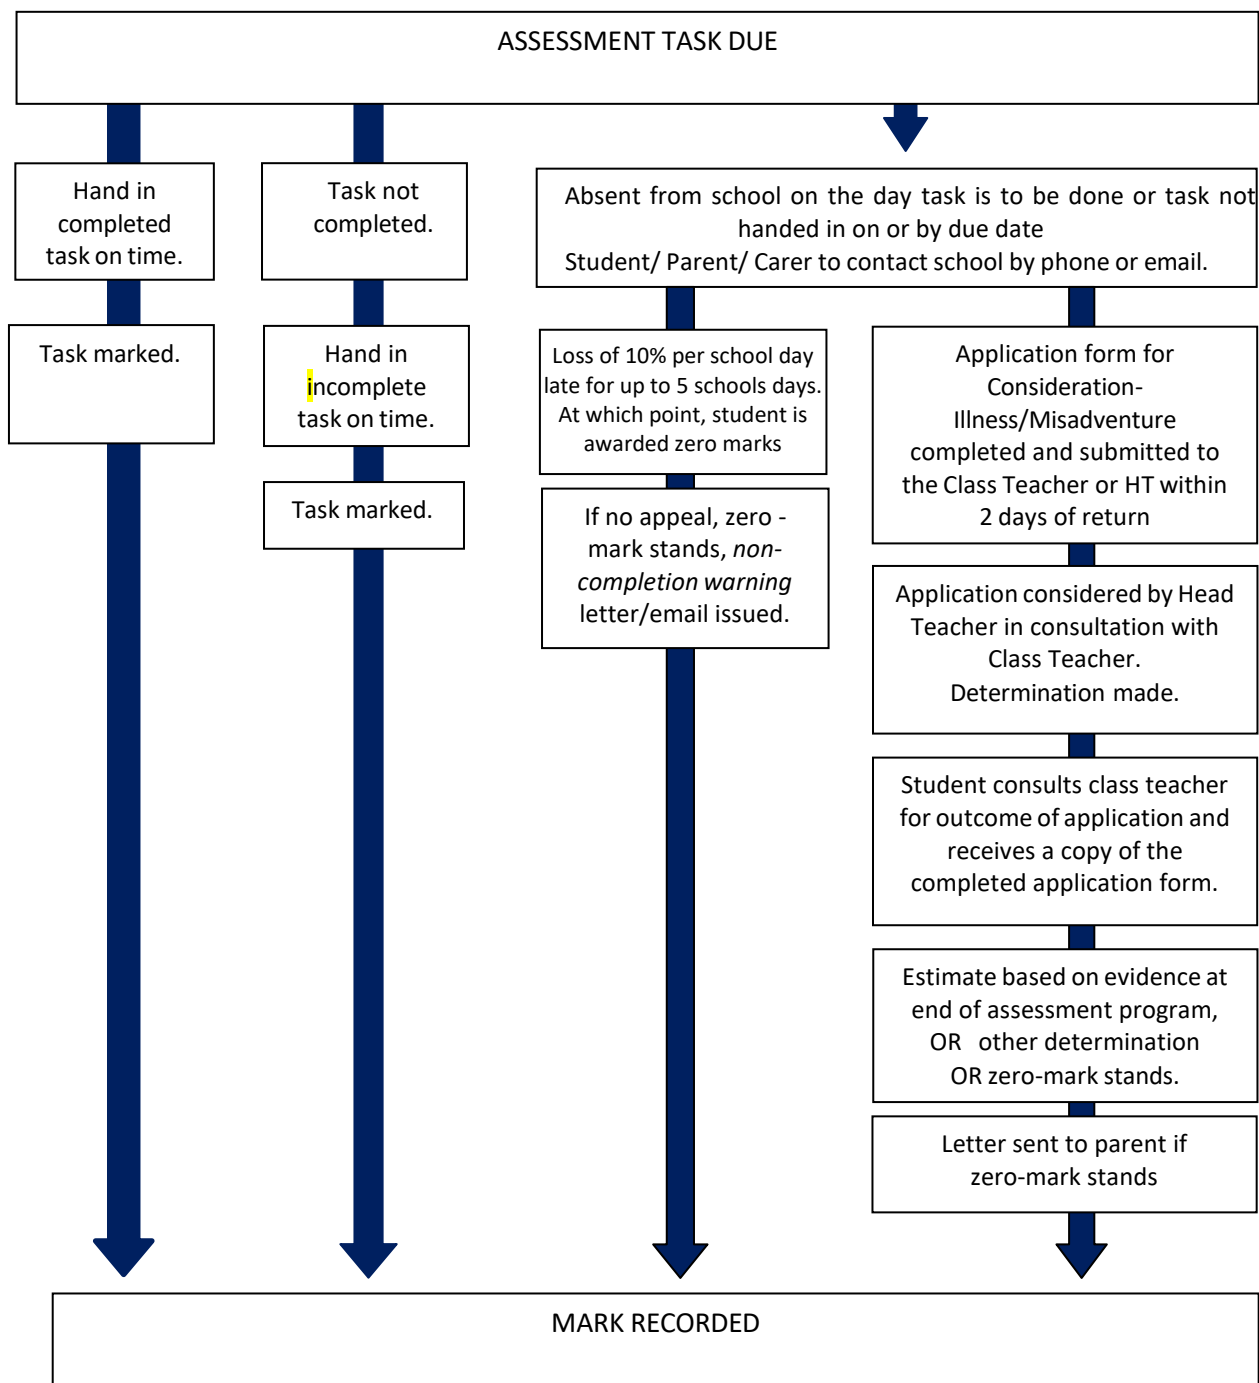 ASSESSMENT TASK DUE
Hand in
completed
task on time.
Task marked.
Task not
completed.
Hand in
incomplete
task on time.
Task marked.
Absent from school on the day task is to be done or task not
handed in on or by due date
Student/ Parent/ Carer to contact school by phone or email.
Loss of 10% per school day
late for up to 5 schools days.
At which point, student is
awarded zero marks
If no appeal, zero -
mark stands, non-
completion warning
letter/email issued.
Application form for
Consideration-
Illness/Misadventure
completed and submitted to
the Class Teacher or HT within
2 days of return
Application considered by Head
Teacher in consultation with
Class Teacher.
Determination made.
Student consults class teacher
for outcome of application and
receives a copy of the
completed application form.
Estimate based on evidence at
end of assessment program,
OR other determination
OR zero-mark stands.
Letter sent to parent if
zero-mark stands
MARK RECORDED